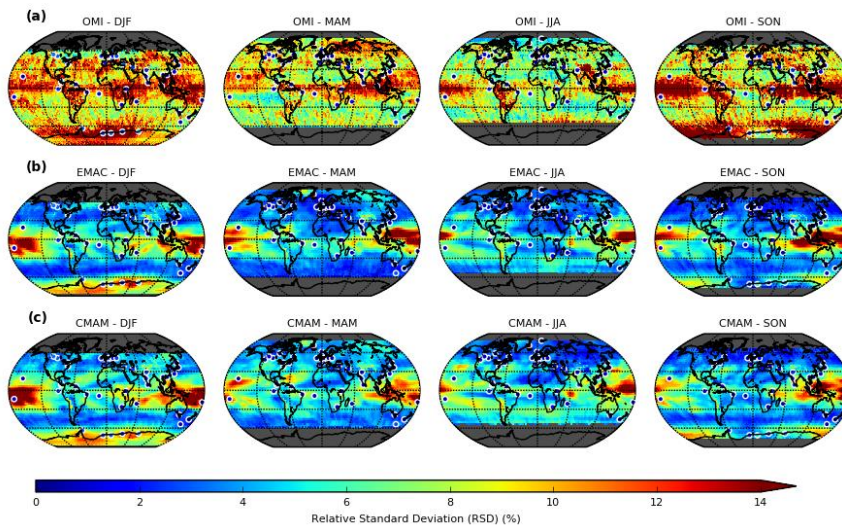 (a)
OMI - DJF
OMI - MAM
OMI - JJA
OMI - SON
(b)
EMAC - DJF
EMAC - MAM
EMAC - JJA
EMAC - SON
(c)
CMAM - DJF
CMAM - MAM
CMAM - JJA
CMAM - SON
0 2 4 6 8 10 12 14
Relative Standard Deviation (RSD) (%)